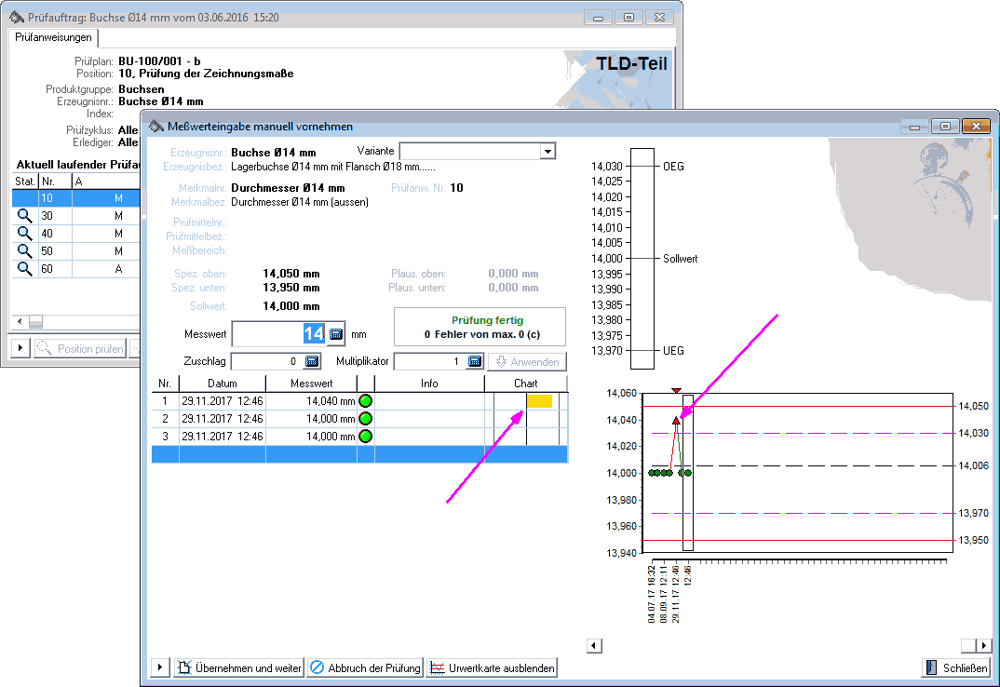 Prüfauftrag: Buchse Ø14 mm vom 03.06.2016 15:20
Prüfanweisungen
Prüfplan: BU-100/001 - b
Position: 10, Prüfung der Zeichnungsmaße
Produktgruppe: Buchsen
Erzeugnisnr.: Buchse Ø14 mm
Index:
Prüfzyklus: Alle
Erlediger: Alle
TLD-Teil
Aktuell laufender Prüfau
Stat. Nr. A
10 M
30 M
40 M
50 M
60 A
Position prüfen
Meßwerteingabe manuell vornehmen
Erzeugnisnr.: Buchse Ø14 mm Variante
Erzeugnisbez.: Lagerbuchse Ø14 mm mit Flansch Ø18 mm......
Merkmalnr. Durchmesser Ø14 mm Prüfanw. Nr. 10
Merkmalbez. Durchmesser Ø14 mm (aussen)
Prüfmittelnr.:
Prüfmittelbez.:
Meßbereich:
Spez. oben: 14,050 mm Plaus. oben: 0,000 mm
Spez. unten: 13,950 mm Plaus. unten: 0,000 mm
Sollwert: 14,000 mm
Messwert 14 mm
Prüfung fertig
0 Fehler von max. 0 (c)
Zuschlag 0 Multiplikator 1 Anwenden
Nr. Datum Messwert Info Chart
1 29.11.2017 12:46 14,040 mm
2 29.11.2017 12:46 14,000 mm
3 29.11.2017 12:46 14,000 mm
14,030 OEG
14,025
14,020
14,015
14,010
14,005
14,000 Sollwert
13,995
13,990
13,985
13,980
13,975
13,970 UEG
14,060
14,040
14,020
14,000
13,980
13,960
13,940
14,050
14,030
14,006
13,970
13,950
04.07.17 16:32
08.09.17 12:11
29.11.17 12:46
12:46
Übernehmen und weiter
Abbruch der Prüfung
Urwertkarte ausblenden
Schließen